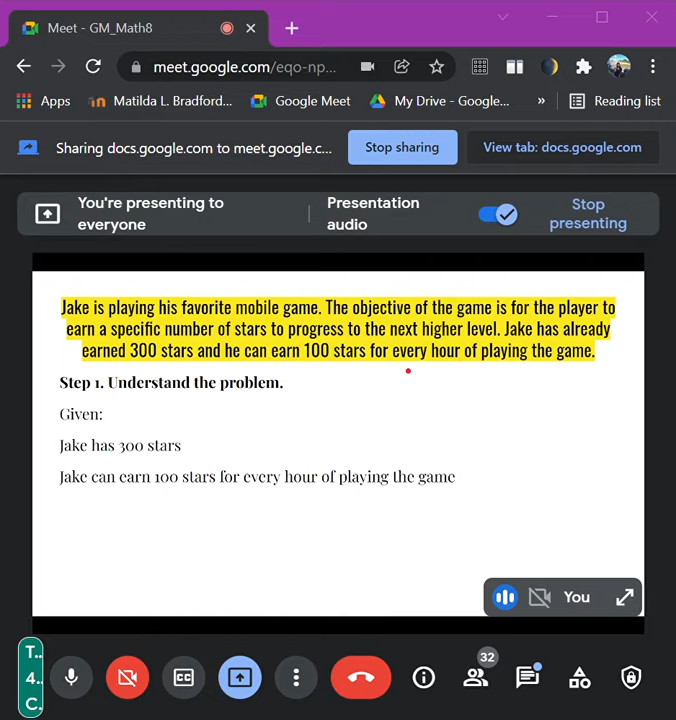 Meet - GM_Math8
meet.google.com/eqo-np...
Apps
Matilda L. Bradford...
Google Meet
My Drive - Google...
»
Reading list
Sharing docs.google.com to meet.google.c...
Stop sharing
View tab: docs.google.com
You're presenting to
everyone
Presentation
audio
Stop
presenting
Jake is playing his favorite mobile game. The objective of the game is for the player to
earn a specific number of stars to progress to the next higher level. Jake has already
earned 300 stars and he can earn 100 stars for every hour of playing the game.
Step 1. Understand the problem.
Given:
Jake has 300 stars
Jake can earn 100 stars for every hour of playing the game
You
T..
4..
C.
CC
32